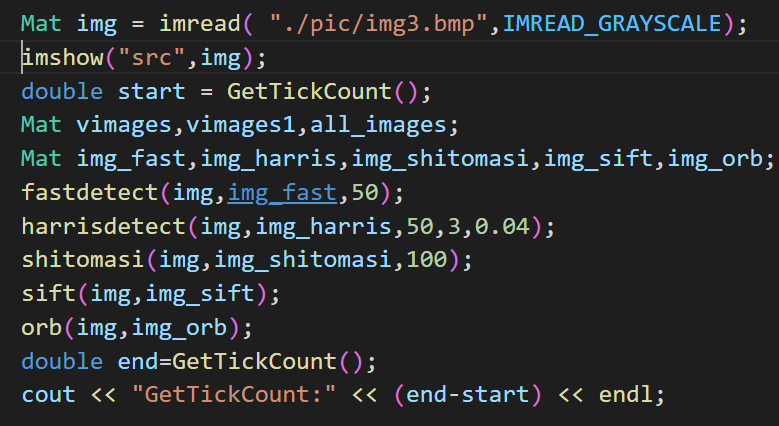 Mat img = imread( "./pic/img3.bmp",IMREAD_GRAYSCALE);
imshow("src",img);
double start = GetTickCount();
Mat vimages,vimages1,all_images;
Mat img_fast,img_harris,img_shitomasi,img_sift,img_orb;
fastdetect(img,img_fast,50);
harrisdetect(img,img_harris,50,3,0.04);
shitomasi(img,img_shitomasi,100);
sift(img,img_sift);
orb(img,img_orb);
double end=GetTickCount();
cout << "GetTickCount:" << (end-start) << endl;